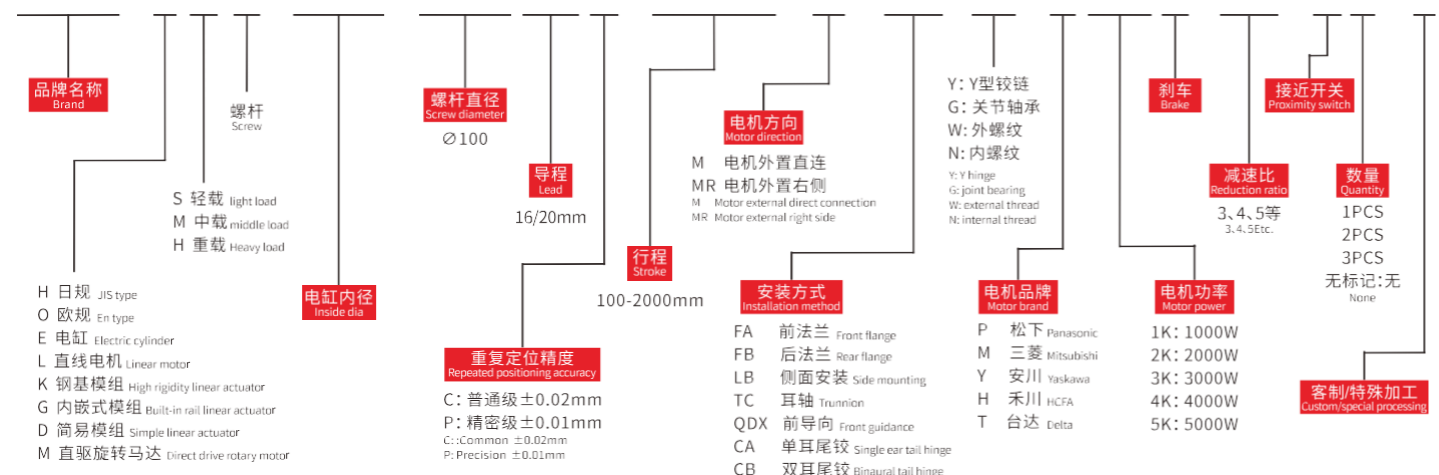 品牌名称
Brand
螺杆
Screw
S 轻载 light load
M 中载 middle load
H 重载 Heavy load
H 日规 JIS type
O 欧规 En type
E 电缸 Electric cylinder
L 直线电机 Linear motor
K 钢基模组 High rigidity linear actuator
G 内嵌式模组 Built-in rail linear actuator
D 简易模组 Simple linear actuator
M 直驱旋转马达 Direct drive rotary motor
电缸内径
Inside dia
螺杆直径
Screw diameter
∅100
导程
Lead
16/20mm
重复定位精度
Repeated positioning accuracy
C: 普通级±0.02mm
P: 精密级±0.01mm
C::Common ±0.02mm
P: Precision ±0.01mm
行程
Stroke
100-2000mm
电机方向
Motor direction
M 电机外置直连
MR 电机外置右侧
M Motor external direct connection
MR Motor external right side
安装方式
Installation method
FA 前法兰 Front flange
FB 后法兰 Rear flange
LB 侧面安装 Side mounting
TC 耳轴 Trunnion
QDX 前导向 Front guidance
CA 单耳尾铰 Single ear tail hinge
CB 双耳尾铰 Binaural tail hinge
Y: Y型铰链
G: 关节轴承
W: 外螺纹
N: 内螺纹
Y: Y hinge
G: joint bearing
W: external thread
N: internal thread
电机品牌
Motor brand
P 松下 Panasonic
M 三菱 Mitsubishi
Y 安川 Yaskawa
H 禾川 HCFA
T 台达 Delta
刹车
Brake
电机功率
Motor power
1K: 1000W
2K: 2000W
3K: 3000W
4K: 4000W
5K: 5000W
减速比
Reduction ratio
3、4、5等
3、4、5Etc.
接近开关
Proximity switch
数量
Quantity
1PCS
2PCS
3PCS
无标记:无
None
客制/特殊加工
Custom/special processing